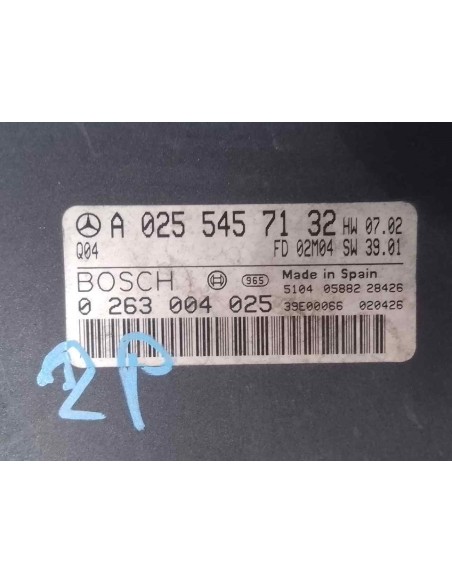 A 025 545 71 32 HW 07.02
Q04 FD 02M04 SW 39.01
BOSCH 965 Made in Spain
5104 05882 28426
0 263 004 025 39E00066 020426
2P